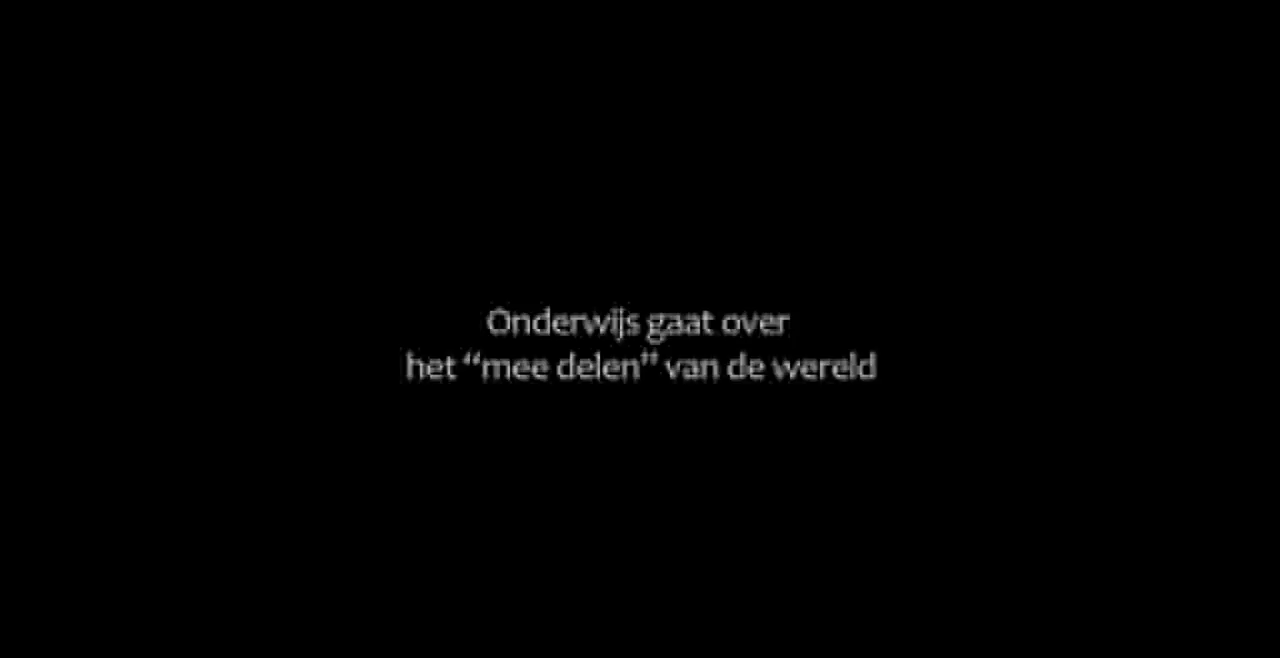 Onderwijs gaat over
het “mee delen” van de wereld